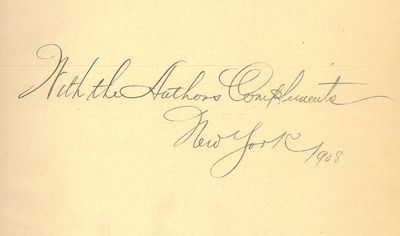 With the Authors Compliments
New York 1908